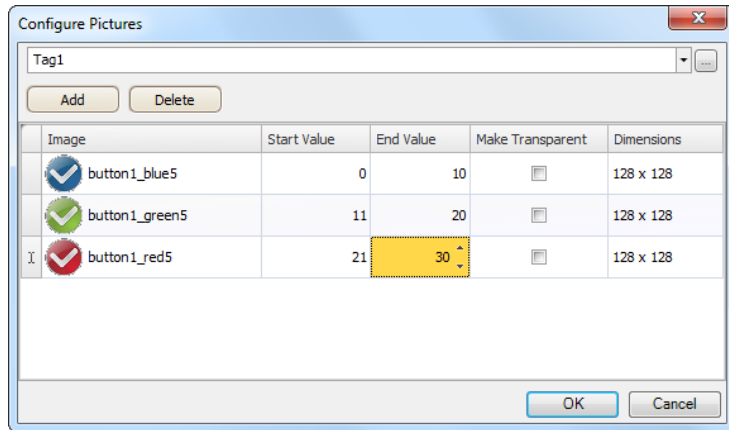 Configure Pictures
Tag1
...
Add Delete
Image Start Value End Value Make Transparent Dimensions
button1_blue5 0 10 128 x 128
button1_green5 11 20 128 x 128
button1_red5 21 30 128 x 128
OK Cancel